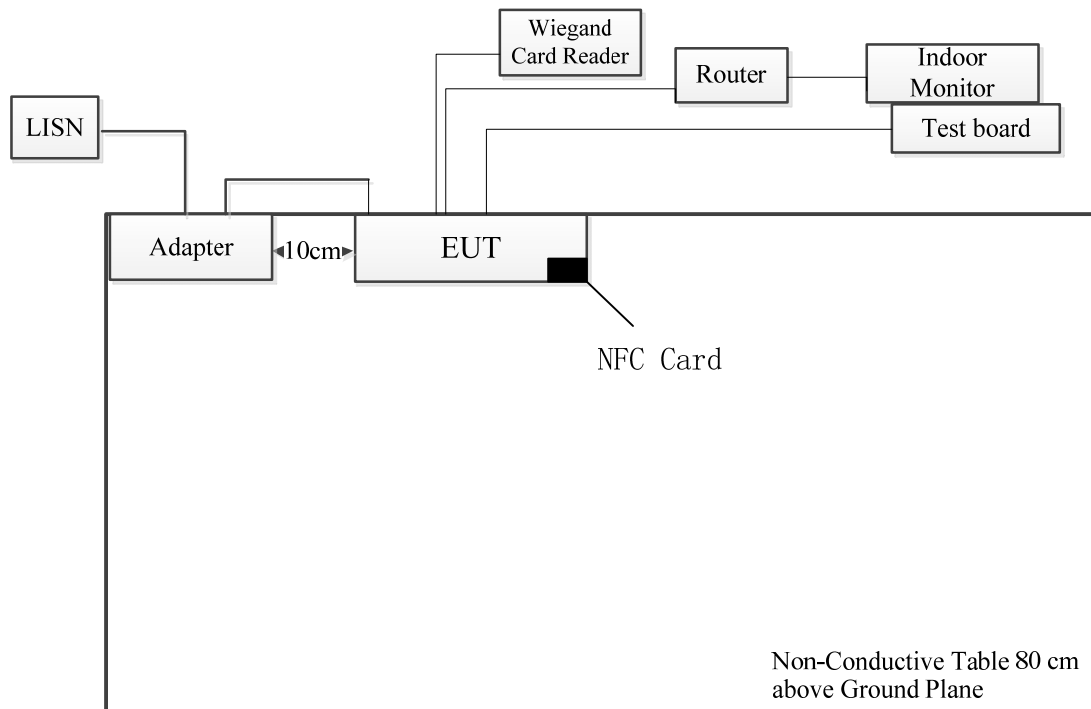 Wiegand
Card Reader
Router
Indoor
Monitor
Test board
LISN
Adapter
10cm
EUT
NFC Card
Non-Conductive Table 80 cm
above Ground Plane